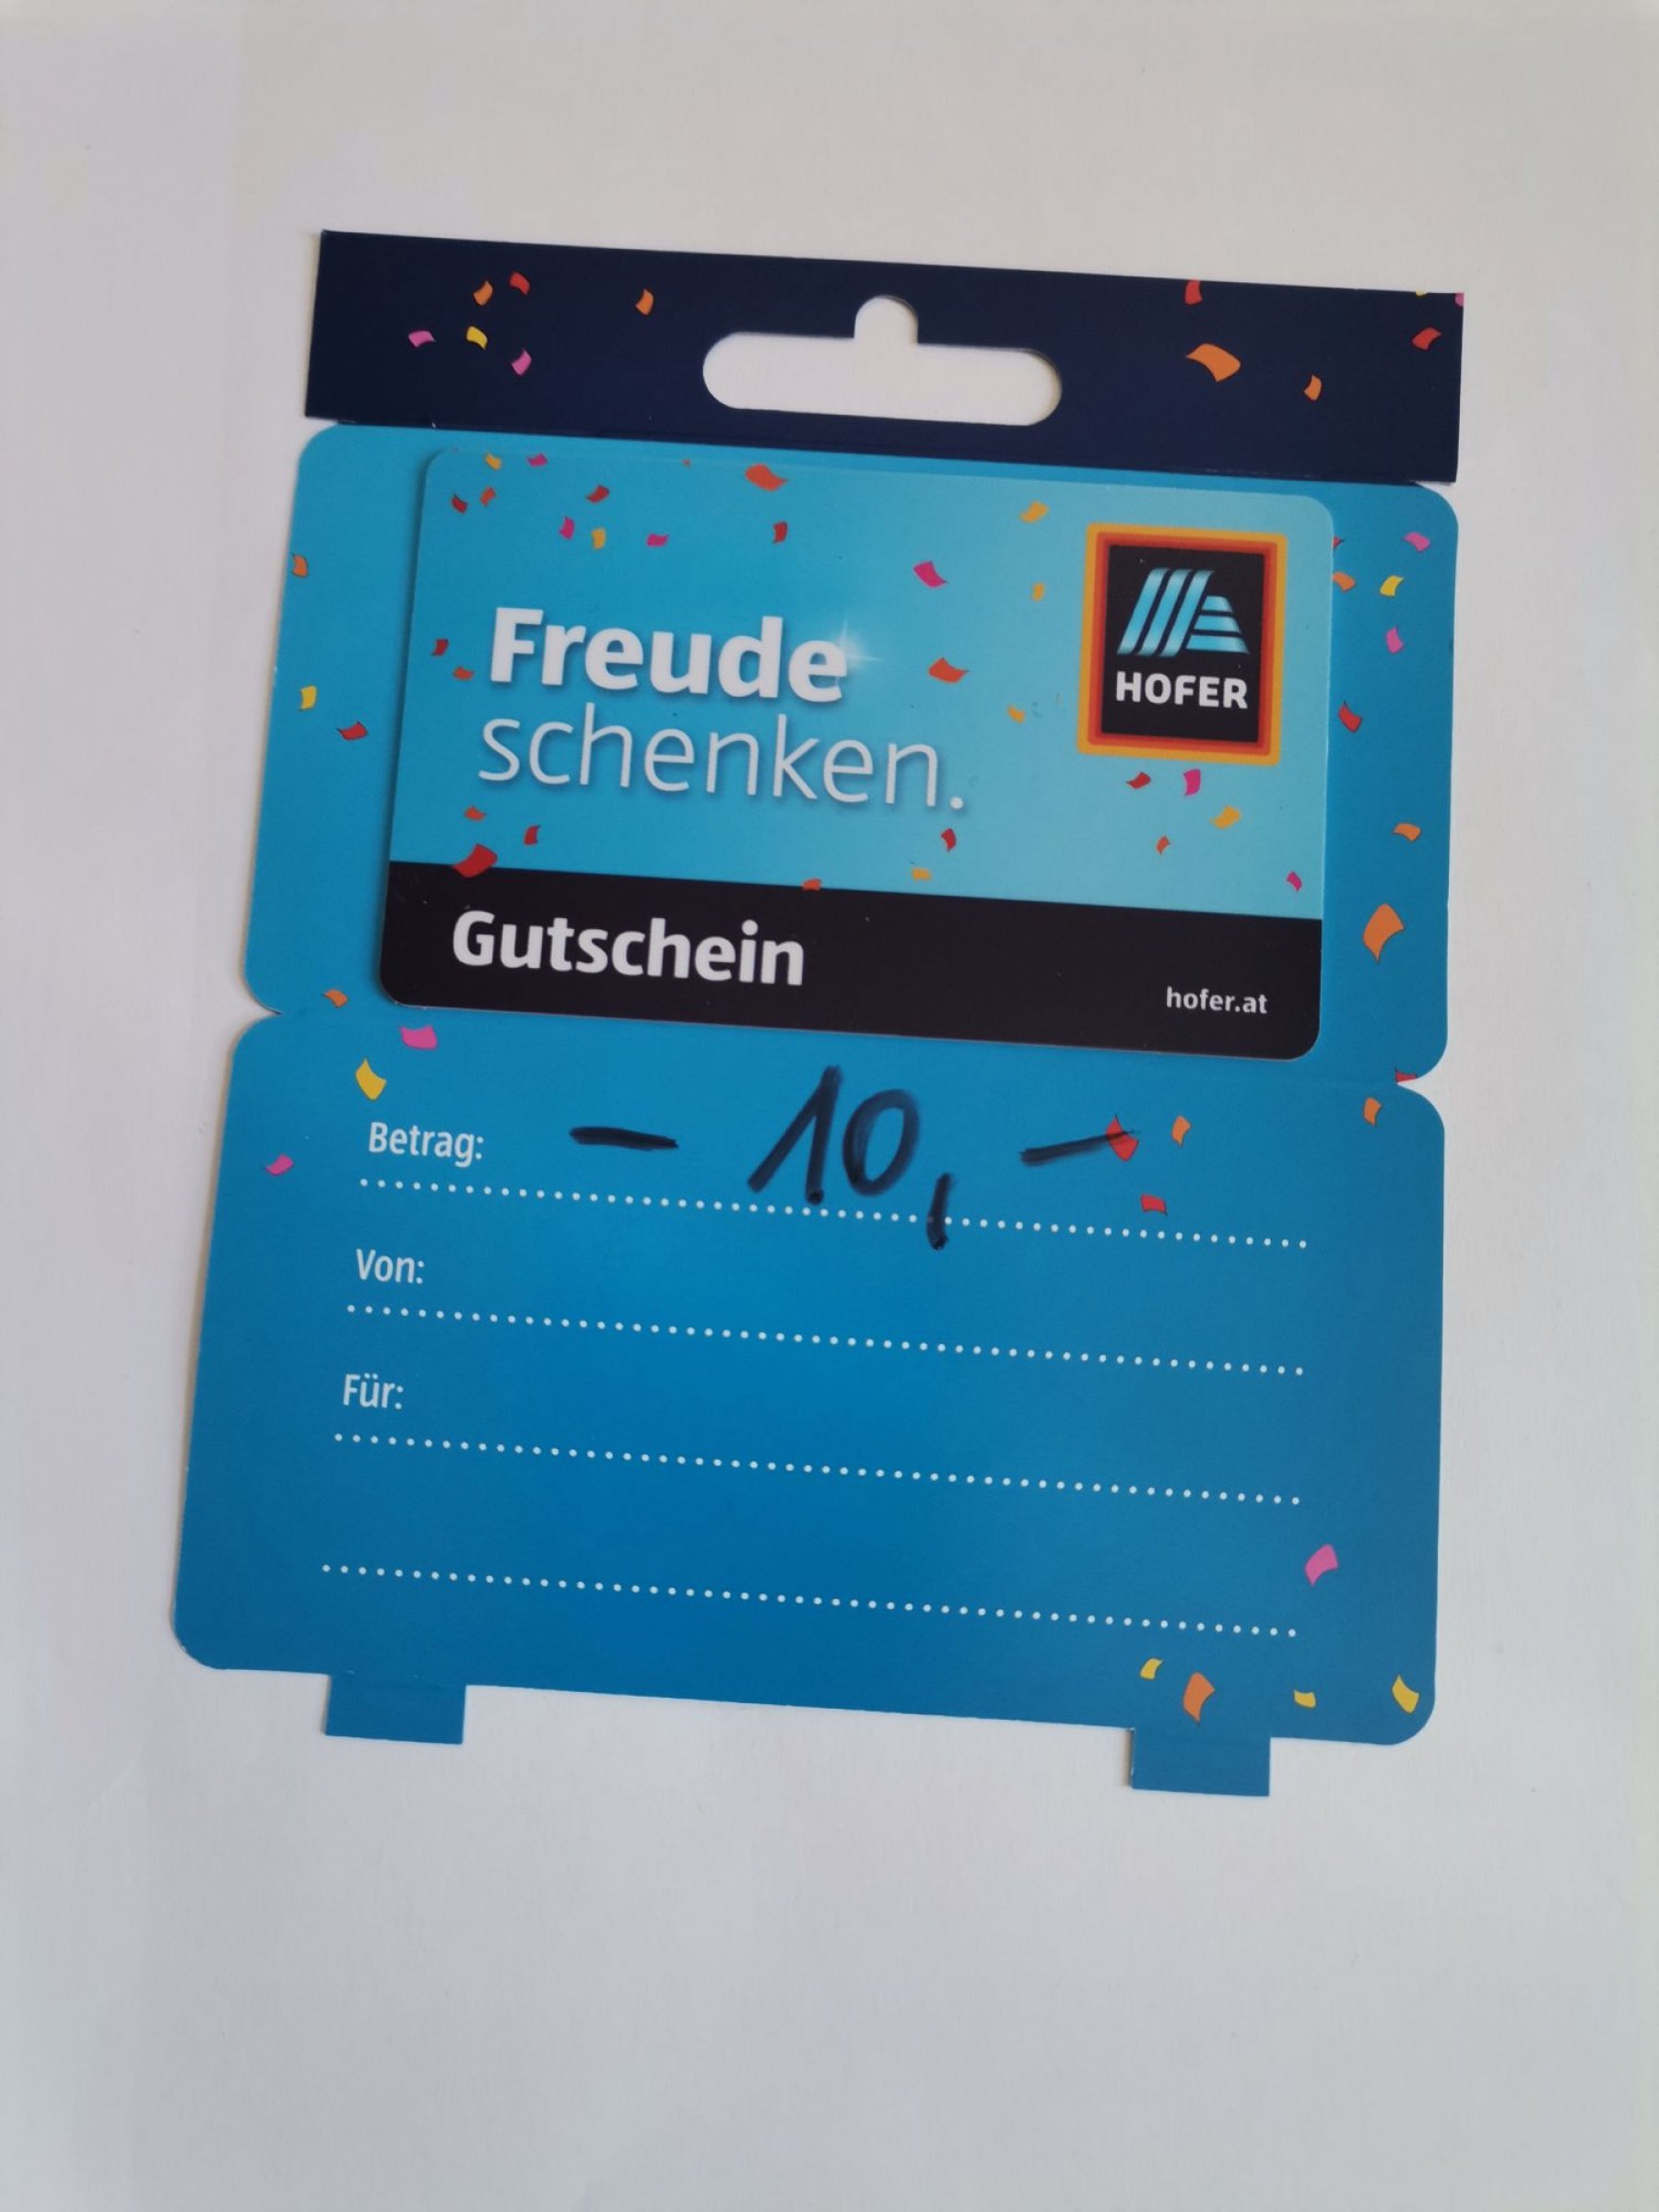 Freude
schenken.
HOFER
Gutschein
hofer.at
Betrag: – 10,–
Von:
Für: